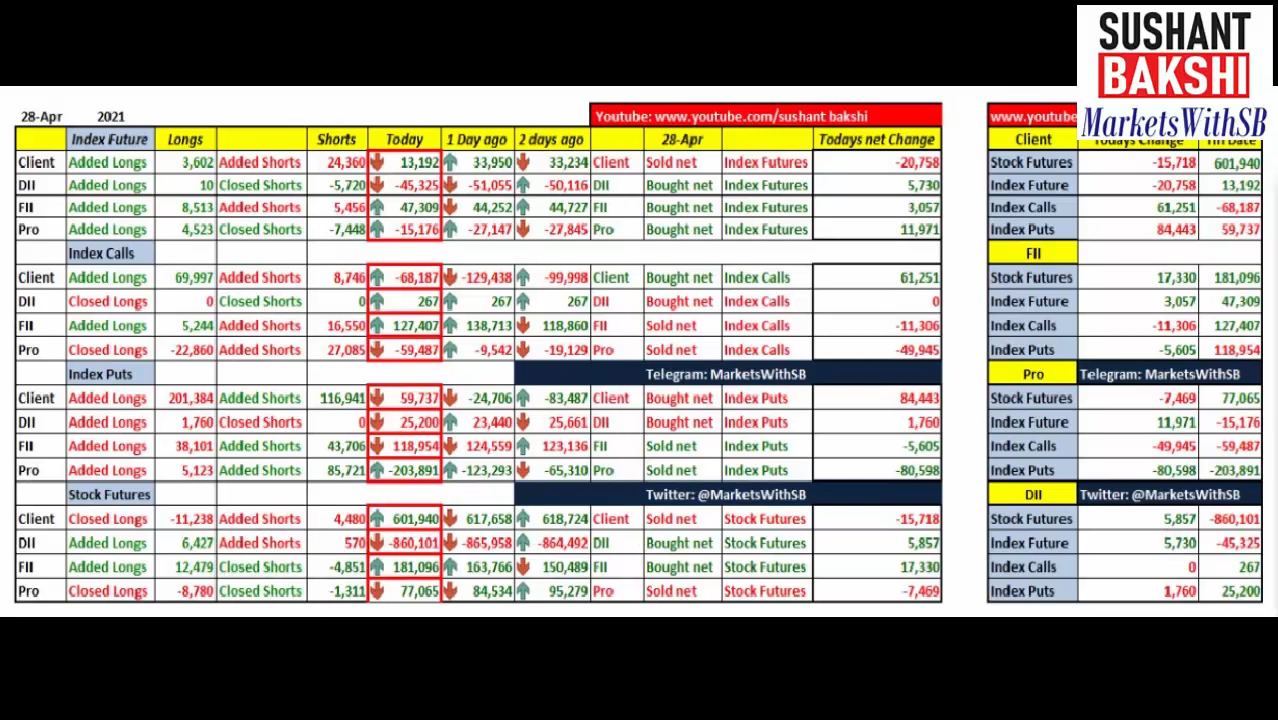 SUSHANT
BAKSHI
MarketsWithSB
28-Apr 2021 Youtube: www.youtube.com/sushant bakshi
Index Future Longs Shorts Today 1 Day ago 2 days ago 28-Apr Todays net Change
Client Added Longs 3,602 Added Shorts 24,360 13,192 33,950 33,234 Client Sold net Index Futures -20,758
DII Added Longs 10 Closed Shorts -5,720 -45,325 -51,055 -50,116 DII Bought net Index Futures 5,730
FII Added Longs 8,513 Added Shorts 5,456 47,309 44,252 44,727 FII Bought net Index Futures 3,057
Pro Added Longs 4,523 Closed Shorts -7,448 -15,176 -27,147 -27,845 Pro Bought net Index Futures 11,971
Index Calls
Client Added Longs 69,997 Added Shorts 8,746 -68,187 -129,438 -99,998 Client Bought net Index Calls 61,251
DII Closed Longs 0 Closed Shorts 0 267 267 267 DII Bought net Index Calls 0
FII Added Longs 5,244 Added Shorts 16,550 127,407 138,713 118,860 FII Sold net Index Calls -11,306
Pro Closed Longs -22,860 Added Shorts 27,085 -59,487 -9,542 -19,129 Pro Sold net Index Calls -49,945
Index Puts Telegram: MarketsWithSB
Client Added Longs 201,384 Added Shorts 116,941 59,737 -24,706 -83,487 Client Bought net Index Puts 84,443
DII Added Longs 1,760 Closed Shorts 0 25,200 23,440 25,661 DII Bought net Index Puts 1,760
FII Added Longs 38,101 Added Shorts 43,706 118,954 124,559 123,136 FII Sold net Index Puts -5,605
Pro Added Longs 5,123 Added Shorts 85,721 -203,891 -123,293 -65,310 Pro Sold net Index Puts -80,598
Stock Futures Twitter: @MarketsWithSB
Client Closed Longs -11,238 Added Shorts 4,480 601,940 617,658 618,724 Client Sold net Stock Futures -15,718
DII Added Longs 6,427 Added Shorts 570 -860,101 -865,958 -864,492 DII Bought net Stock Futures 5,857
FII Added Longs 12,479 Closed Shorts -4,851 181,096 163,766 150,489 FII Bought net Stock Futures 17,330
Pro Closed Longs -8,780 Closed Shorts -1,311 77,065 84,534 95,279 Pro Sold net Stock Futures -7,469
www.youtube.com
Client Todays Change Till Date
Stock Futures -15,718 601,940
Index Future -20,758 13,192
Index Calls 61,251 -68,187
Index Puts 84,443 59,737
FII
Stock Futures 17,330 181,096
Index Future 3,057 47,309
Index Calls -11,306 127,407
Index Puts -5,605 118,954
Pro Telegram: MarketsWithSB
Stock Futures -7,469 77,065
Index Future 11,971 -15,176
Index Calls -49,945 -59,487
Index Puts -80,598 -203,891
DII Twitter: @MarketsWithSB
Stock Futures 5,857 -860,101
Index Future 5,730 -45,325
Index Calls 0 267
Index Puts 1,760 25,200